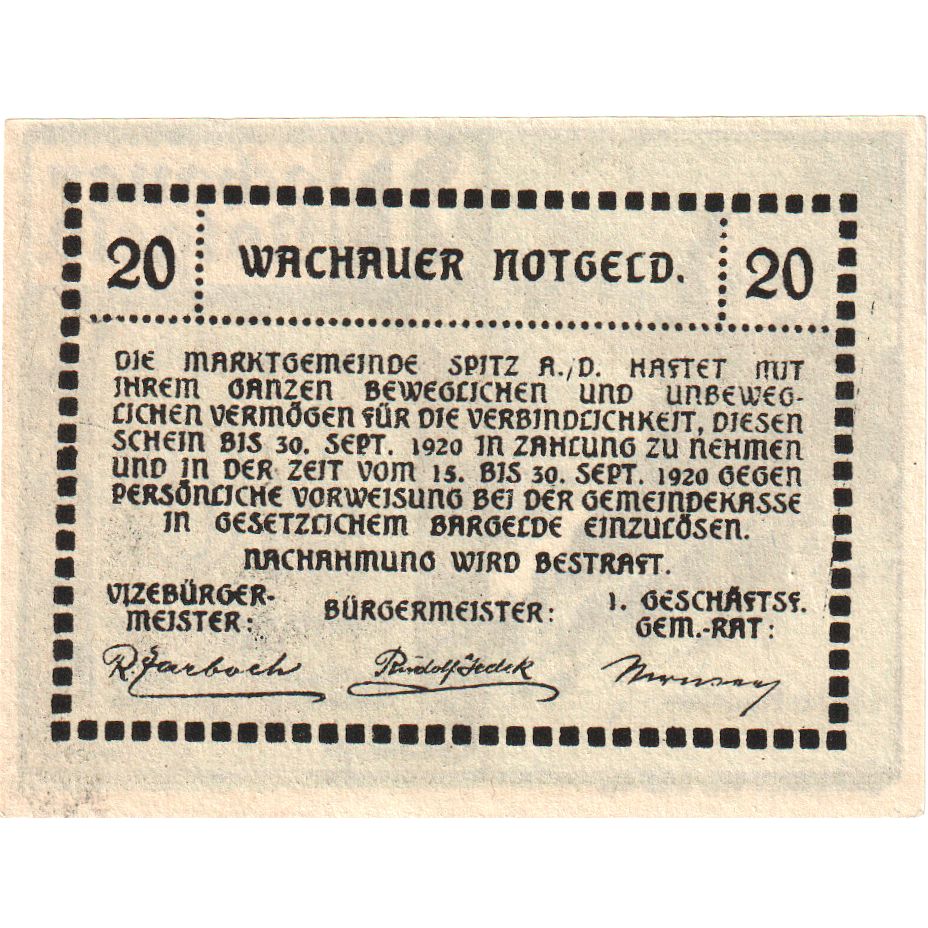 20 WACHAUER NOTGELD. 20
DIE MARKTGEMEINDE SPITZ A./D. HAFTET MIT
IHREM GANZEN BEWEGLICHEN UND UNBEWEG-
LICHEN VERMÖGEN FÜR DIE VERBINDLICHKEIT, DIESEN
SCHEIN BIS 30. SEPT. 1920 IN ZAHLUNG ZU NEHMEN
UND IN DER ZEIT VOM 15. BIS 30. SEPT. 1920 GEGEN
PERSÖNLICHE VORWEISUNG BEI DER GEMEINDEKASSE
IN GESETZLICHEM BARGELDE EINZULÖSEN.
NACHAHMUNG WIRD BESTRAFT.
VIZEBÜRGER-
MEISTER:
BÜRGERMEISTER:
1. GESCHÄFTSF.
GEM.-RAT:
R.
Rudolf